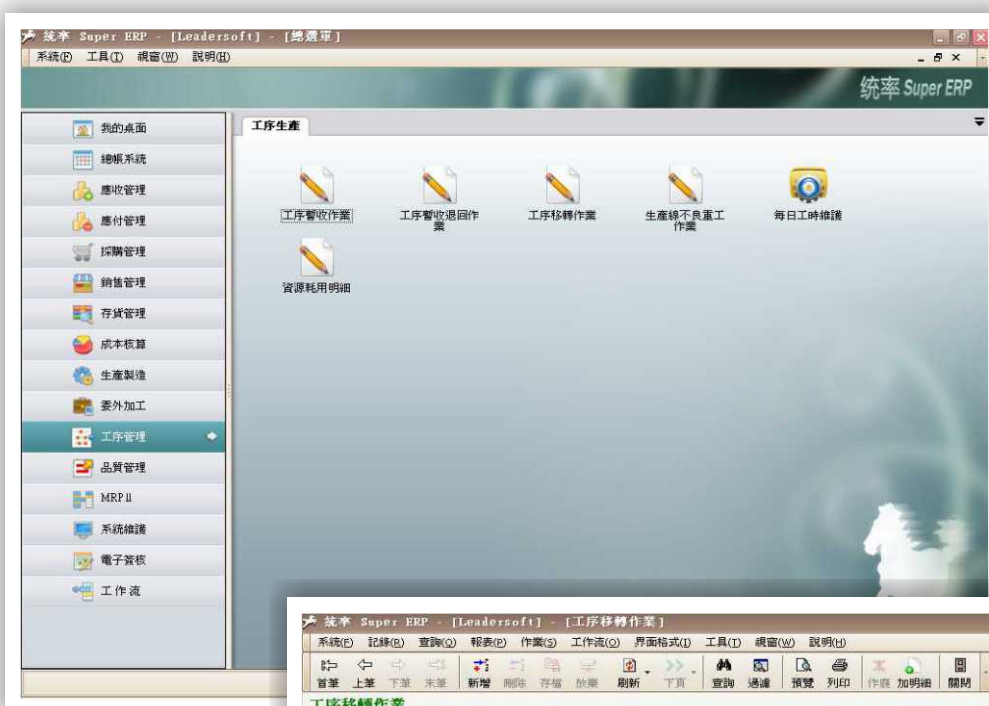 統率 Super ERP - [Leadersoft] - [總選單]
系統(F) 工具(T) 視窗(W) 說明(H)
统率 Super ERP
我的桌面
總帳系統
應收管理
應付管理
採購管理
銷售管理
存貨管理
成本核算
生產製造
委外加工
工序管理
品質管理
MRPⅡ
系統維護
電子簽核
工作流
工序生產
工序暫收作業
工序暫收退回作業
工序移轉作業
生產線不良重工作業
每日工時維護
資源耗用明細
統率 Super ERP - [Leadersoft] - [工序移轉作業]
系統(F) 記錄(R) 查詢(Q) 報表(P) 作業(S) 工作流(O) 界面格式(I) 工具(T) 視窗(W) 說明(H)
首筆 上筆 下筆 末筆 新增 刪除 存檔 放棄 刷新 下頁 查詢 過濾 預覽 列印 作廢 加明細 關閉
工序移轉作業